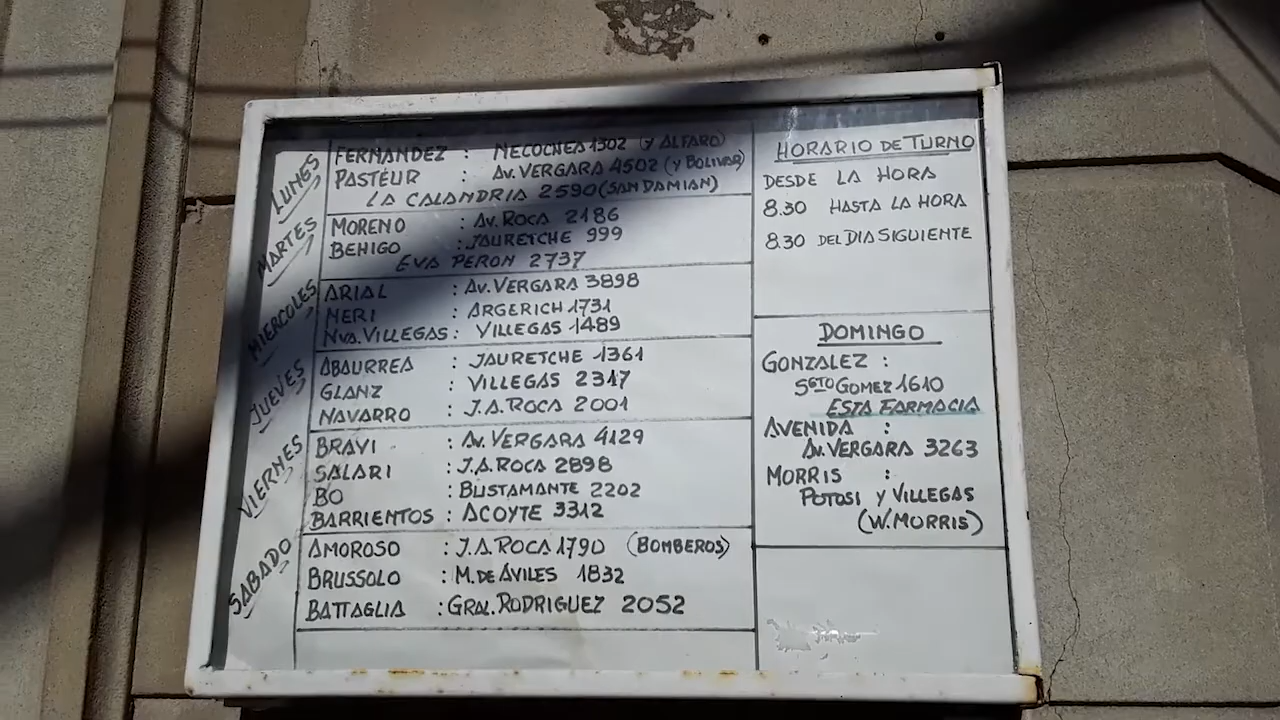 LUNES
FERNANDEZ : NECOCHEA 1302 (Y ALFARO)
PASTEUR : AV. VERGARA 4502 (Y BOLIVAR)
LA CALANDRIA 2590 (SAN DAMIAN)
MARTES
MORENO : AV. ROCA 2186
BEHIGO : JAURETCHE 999
EVA PERON 2737
MIERCOLES
ARIAL : AV. VERGARA 3898
NERI : ARGERICH 1731
NVA. VILLEGAS : VILLEGAS 1489
JUEVES
ABAURREA : JAURETCHE 1361
GLANZ : VILLEGAS 2317
NAVARRO : J.A. ROCA 2001
VIERNES
BRAVI : AV. VERGARA 4129
SALARI : J.A. ROCA 2898
BO : BUSTAMANTE 2202
BARRIENTOS : ACOYTE 3312
SABADO
AMOROSO : J.A. ROCA 1790 (BOMBEROS)
BRUSSOLO : M. DE AVILES 1832
BATTAGLIA : GRAL. RODRIGUEZ 2052
HORARIO DE TURNO
DESDE LA HORA
8.30 HASTA LA HORA
8.30 DEL DIA SIGUIENTE
DOMINGO
GONZALEZ :
SGTO GOMEZ 1610
ESTA FARMACIA
AVENIDA :
AV. VERGARA 3263
MORRIS :
POTOSI Y VILLEGAS
(W. MORRIS)